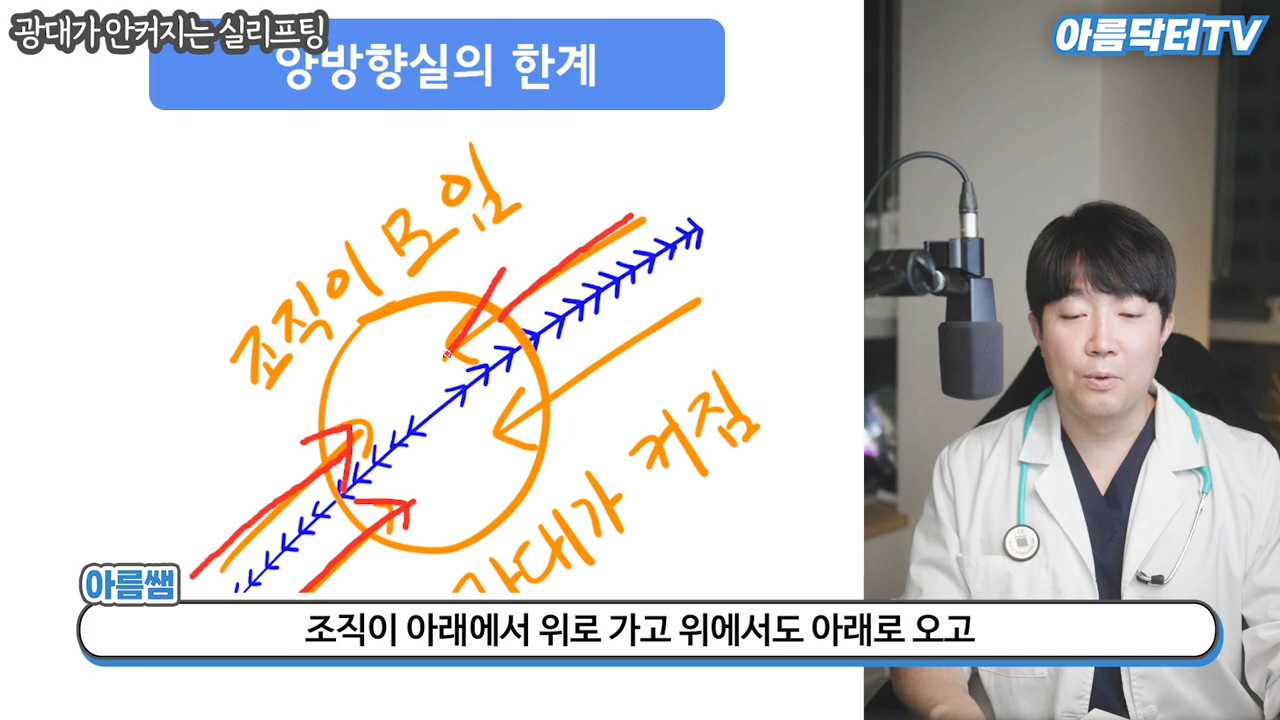 광대가 안커지는 실리프팅
아름닥터TV
양방향실의 한계
조직이 모임
광대가 커짐
아름쌤
조직이 아래에서 위로 가고 위에서도 아래로 오고